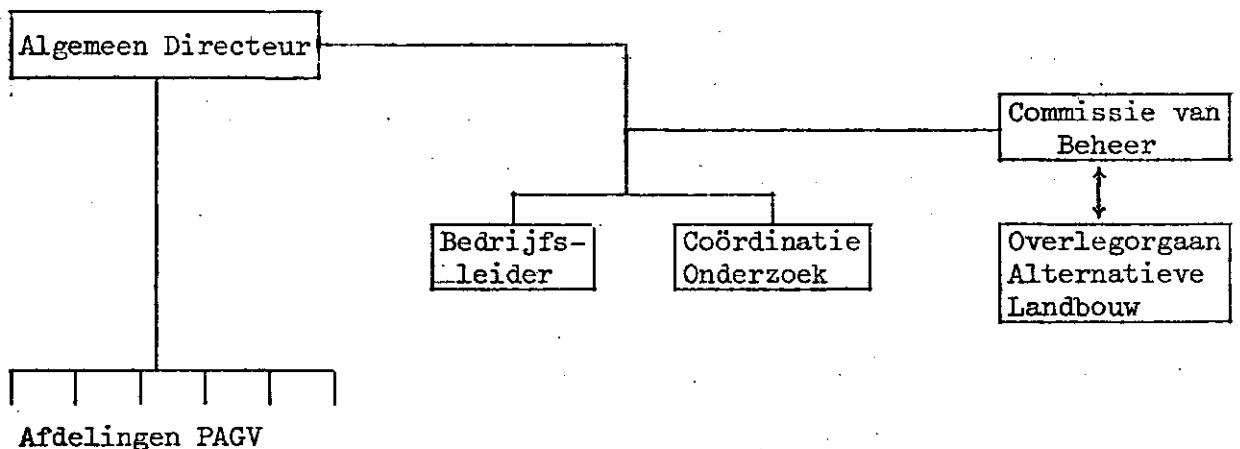 Algemeen Directeur
Commissie van
Beheer
Bedrijfs-
leider
Coördinatie
Onderzoek
Overlegorgaan
Alternatieve
Landbouw
Afdelingen PAGV